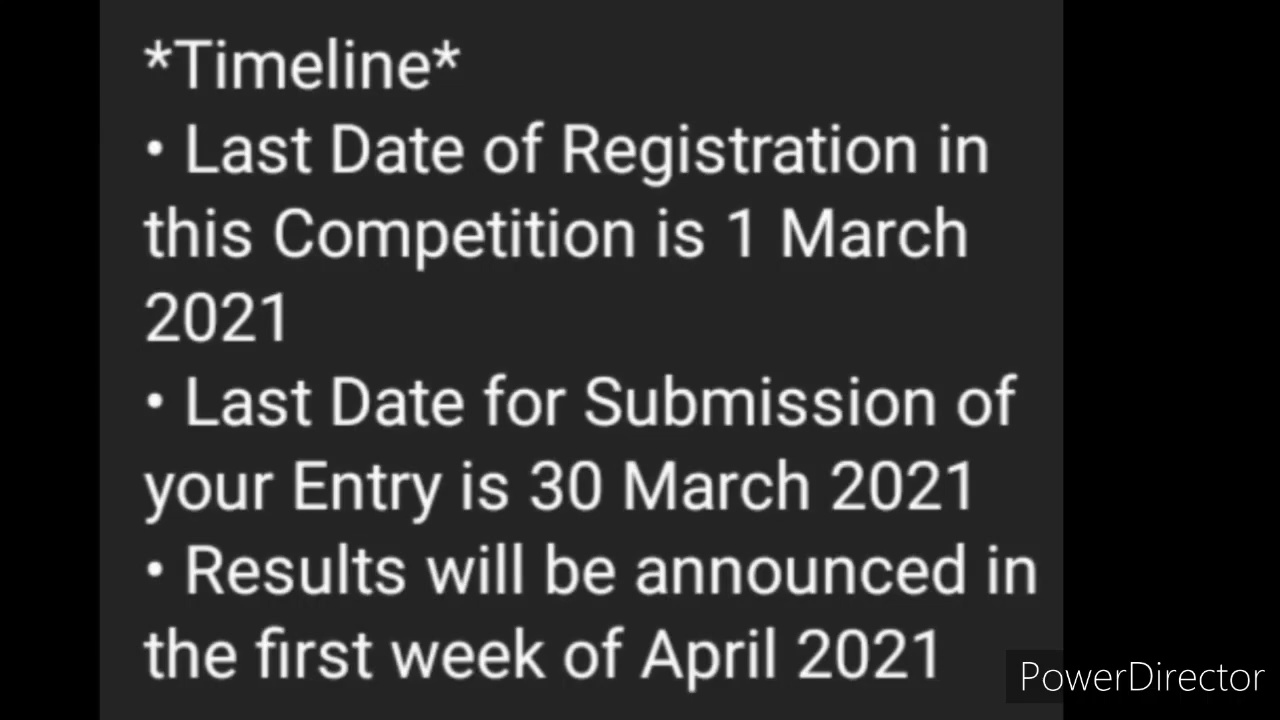 *Timeline*
• Last Date of Registration in
this Competition is 1 March
2021
• Last Date for Submission of
your Entry is 30 March 2021
• Results will be announced in
the first week of April 2021
PowerDirector